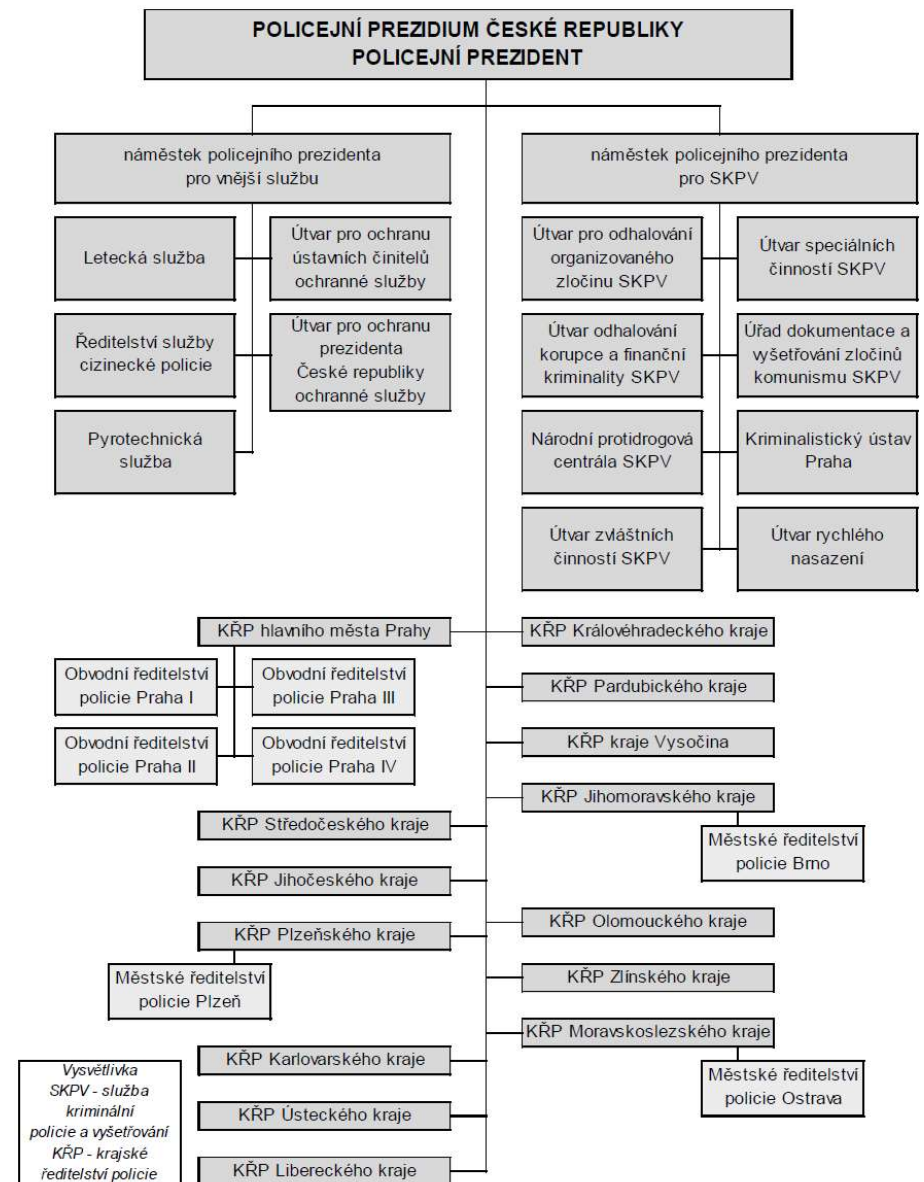 POLICEJNÍ PREZIDIUM ČESKÉ REPUBLIKY
POLICEJNÍ PREZIDENT
náměstek policejního prezidenta
pro vnější službu
Letecká služba
Útvar pro ochranu
ústavních činitelů
ochranné služby
Ředitelství služby
cizinecké policie
Útvar pro ochranu
prezidenta
České republiky
ochranné služby
Pyrotechnická
služba
náměstek policejního prezidenta
pro SKPV
Útvar pro odhalování
organizovaného
zločinu SKPV
Útvar speciálních
činností SKPV
Útvar odhalování
korupce a finanční
kriminality SKPV
Úřad dokumentace a
vyšetřování zločinů
komunismu SKPV
Národní protidrogová
centrála SKPV
Kriminalistický ústav
Praha
Útvar zvláštních
činností SKPV
Útvar rychlého
nasazení
KŘP hlavního města Prahy
Obvodní ředitelství
policie Praha I
Obvodní ředitelství
policie Praha III
Obvodní ředitelství
policie Praha II
Obvodní ředitelství
policie Praha IV
KŘP Středočeského kraje
KŘP Jihočeského kraje
KŘP Plzeňského kraje
Městské ředitelství
policie Plzeň
KŘP Karlovarského kraje
KŘP Ústeckého kraje
KŘP Libereckého kraje
KŘP Královéhradeckého kraje
KŘP Pardubického kraje
KŘP kraje Vysočina
KŘP Jihomoravského kraje
Městské ředitelství
policie Brno
KŘP Olomouckého kraje
KŘP Zlínského kraje
KŘP Moravskoslezského kraje
Městské ředitelství
policie Ostrava
Vysvětlivka
SKPV - služba
kriminální
policie a vyšetřování
KŘP - krajské
ředitelství policie